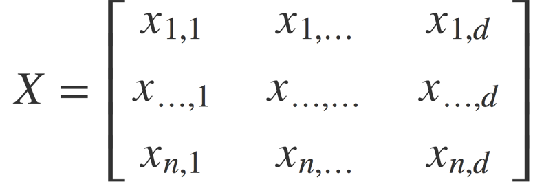 X = [ x_{1,1} x_{1,...} x_{1,d}
x_{...,1} x_{...,...} x_{...,d}
x_{n,1} x_{n,...} x_{n,d} ]